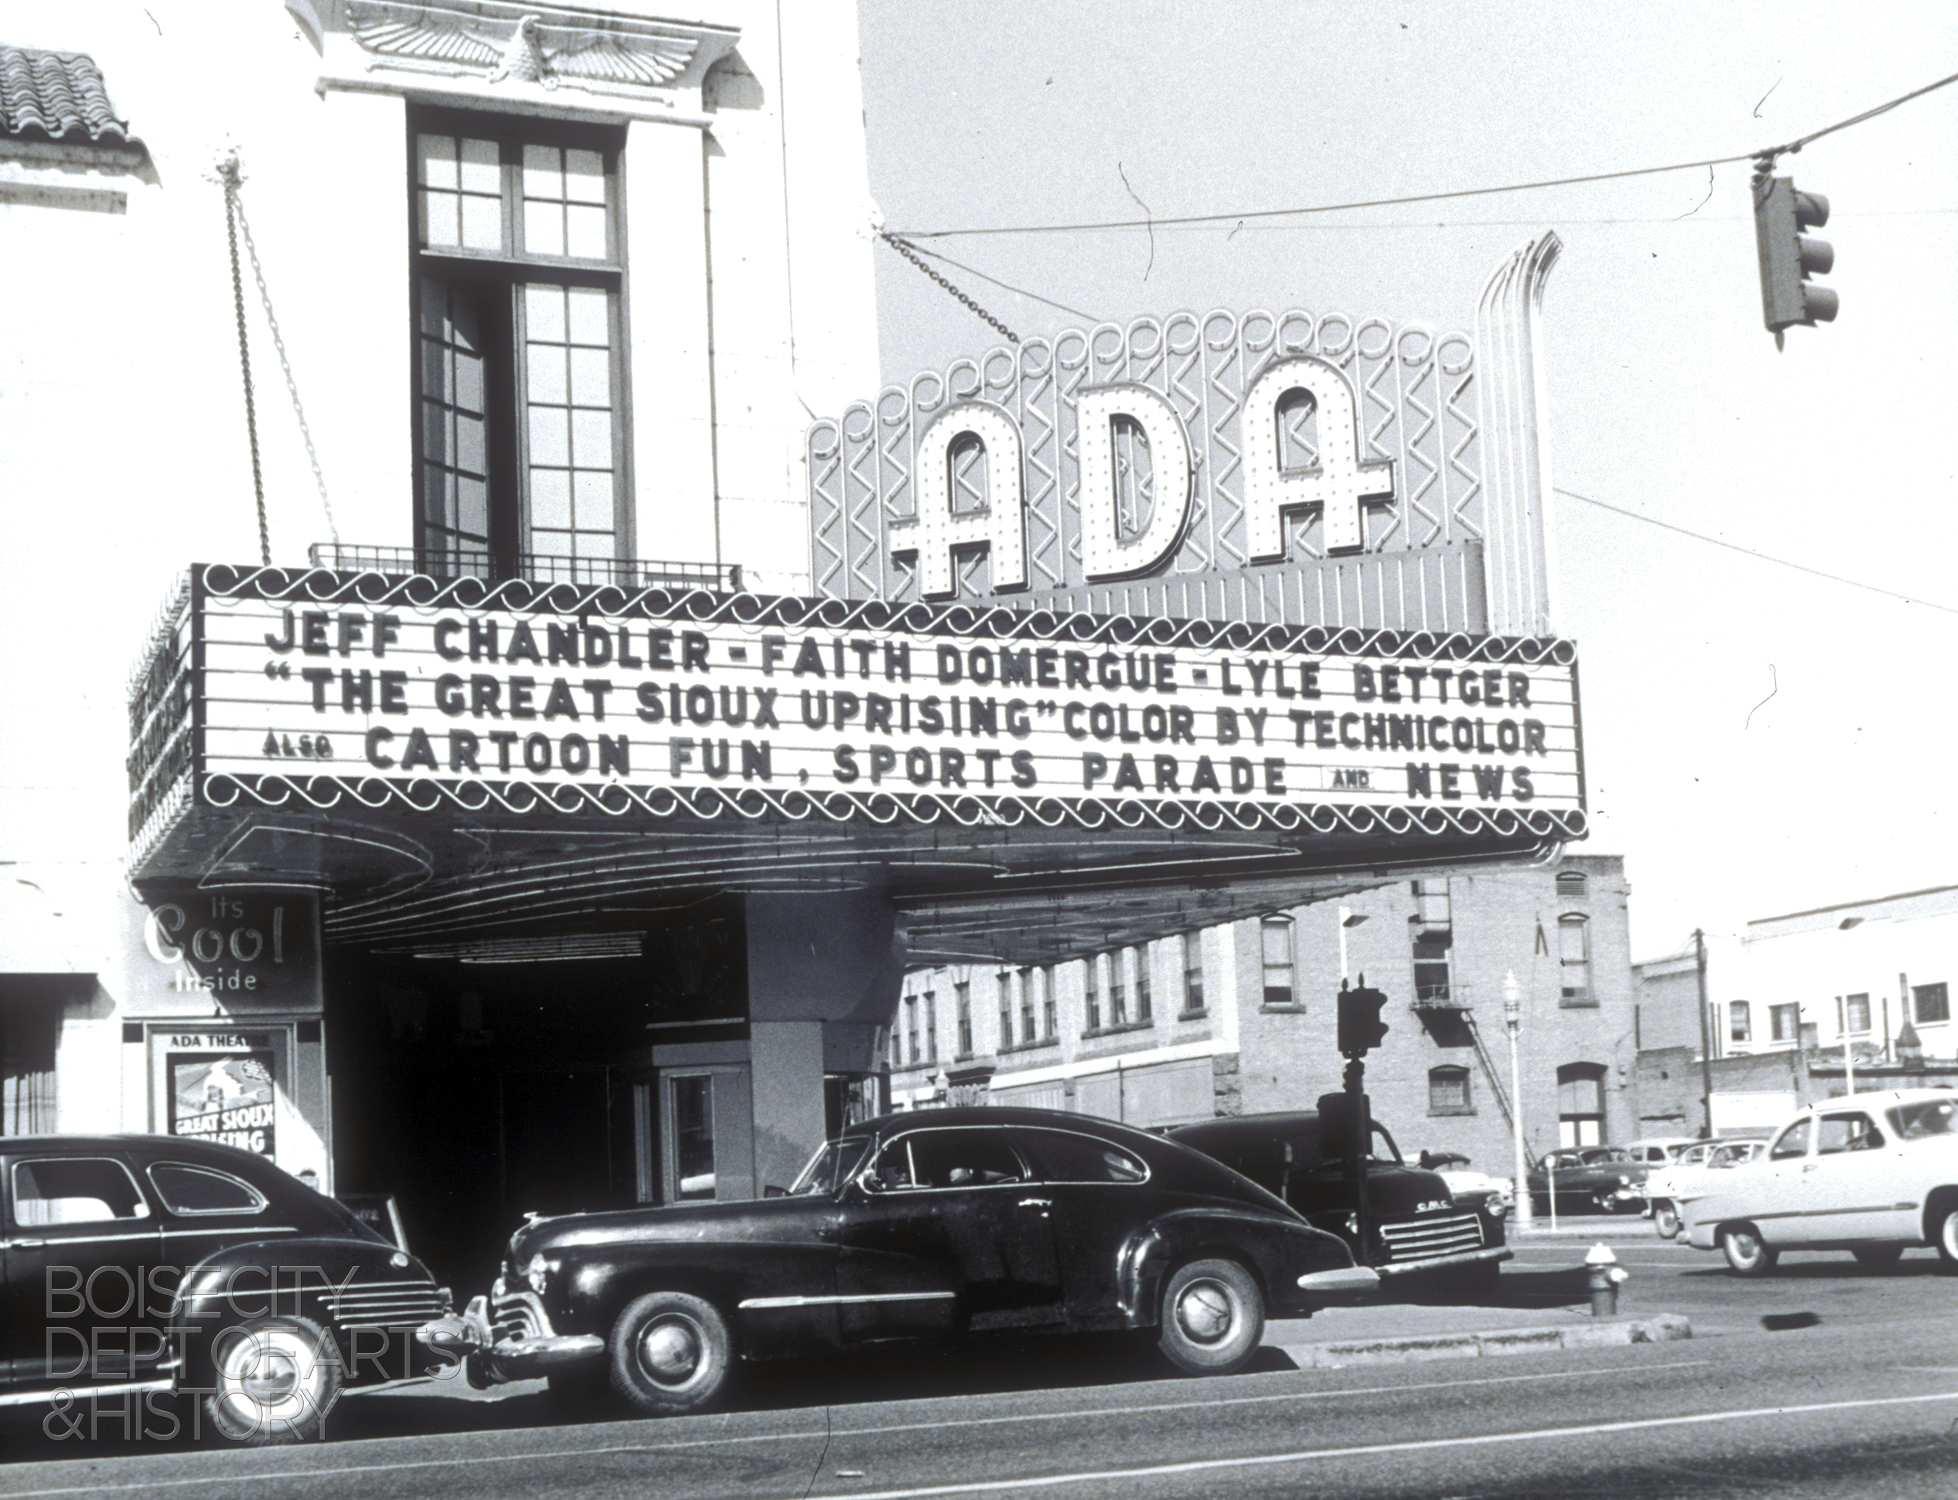 ADA
JEFF CHANDLER - FAITH DOMERGUE - LYLE BETTGER
"THE GREAT SIOUX UPRISING" COLOR BY TECHNICOLOR
ALSO CARTOON FUN, SPORTS PARADE AND NEWS
Its
Cool
Inside
ADA THEATRE
GREAT SIOUX
UPRISING
GMC
BOISE CITY
DEPT OF ARTS
& HISTORY